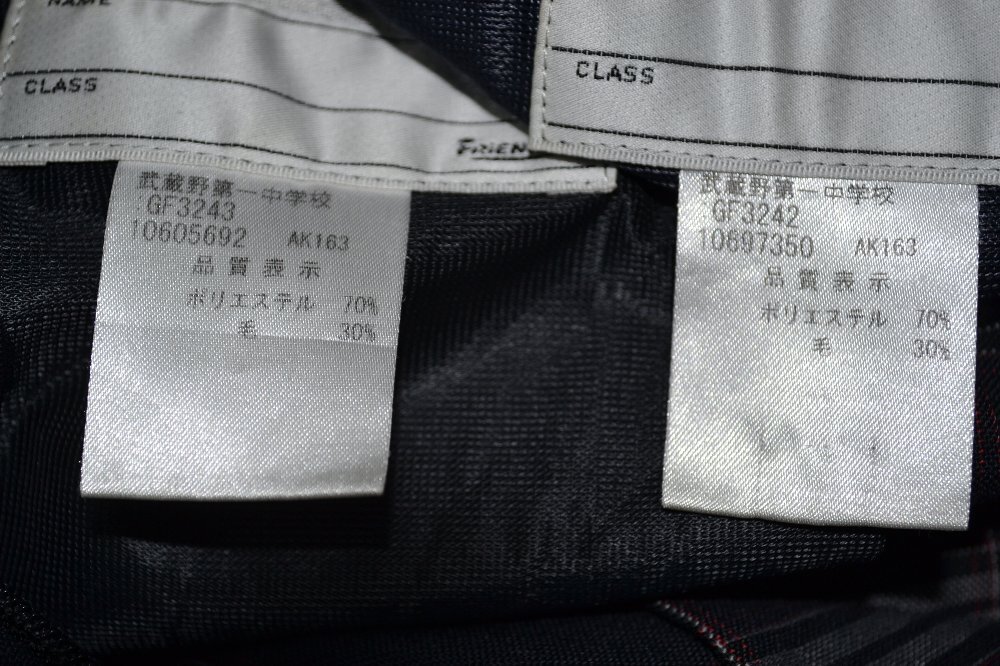 NAME
CLASS
武蔵野第一中学校
GF3243
10605692 AK163
品質表示
ポリエステル 70%
毛 30%
CLASS
武蔵野第一中学校
GF3242
10697350 AK163
品質表示
ポリエステル 70%
毛 30%